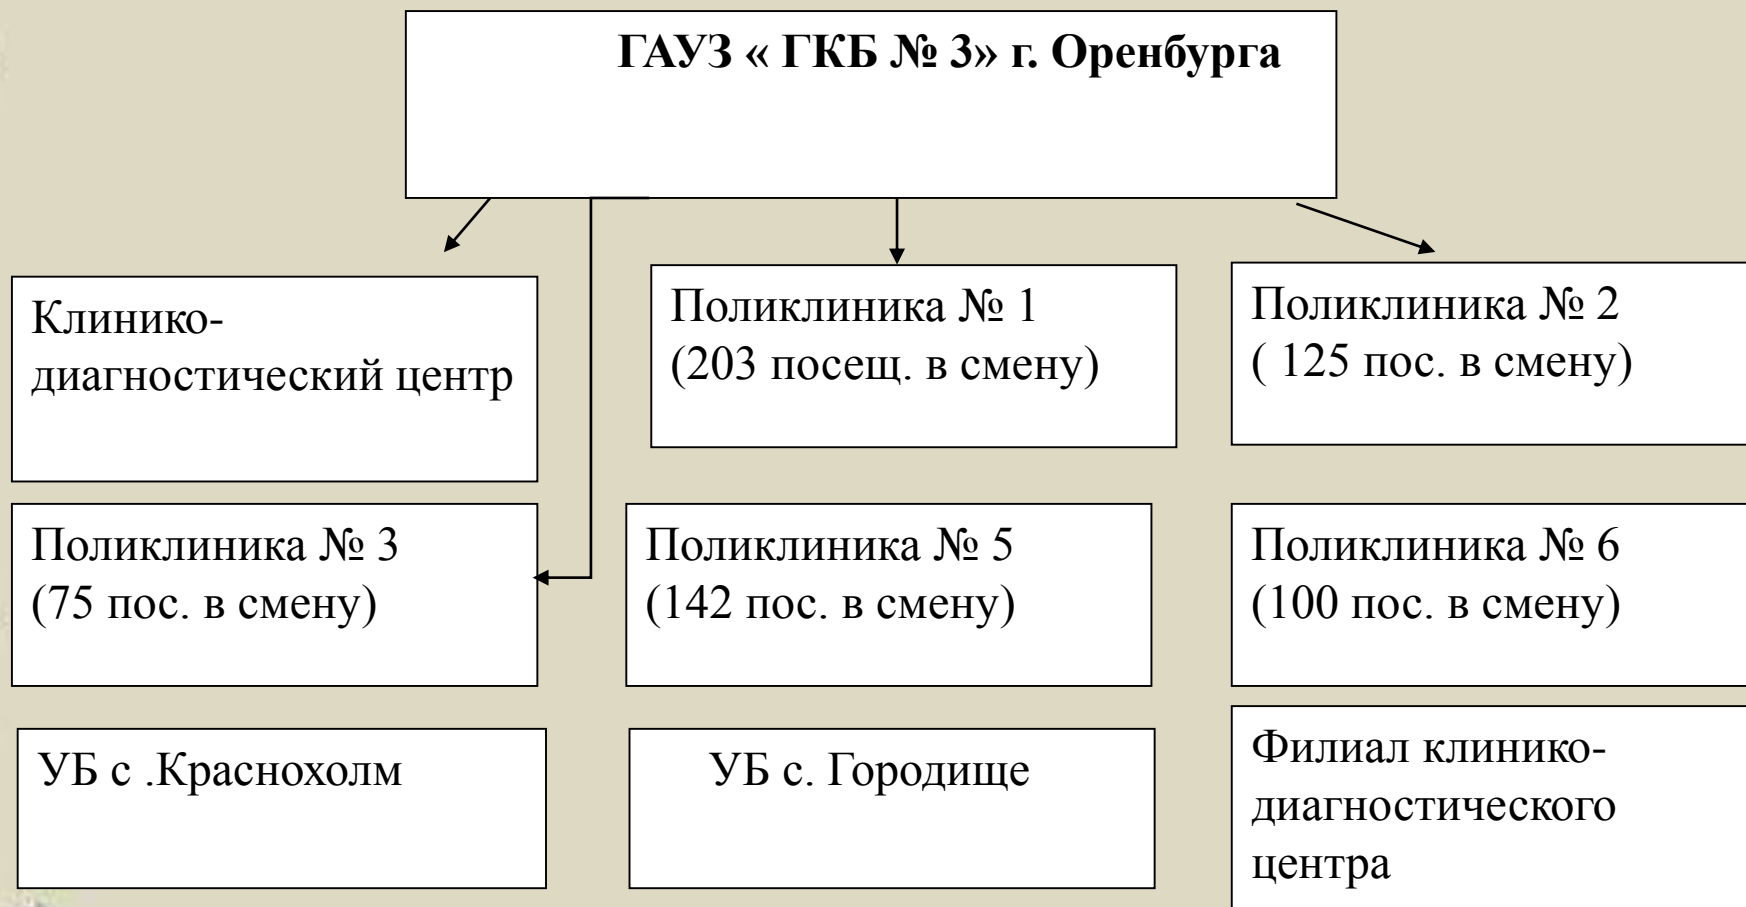 ГАУЗ « ГКБ № 3» г. Оренбурга
Клинико-
диагностический центр
Поликлиника № 1
(203 посещ. в смену)
Поликлиника № 2
( 125 пос. в смену)
Поликлиника № 3
(75 пос. в смену)
Поликлиника № 5
(142 пос. в смену)
Поликлиника № 6
(100 пос. в смену)
УБ с .Краснохолм
УБ с. Городище
Филиал клинико-
диагностического
центра